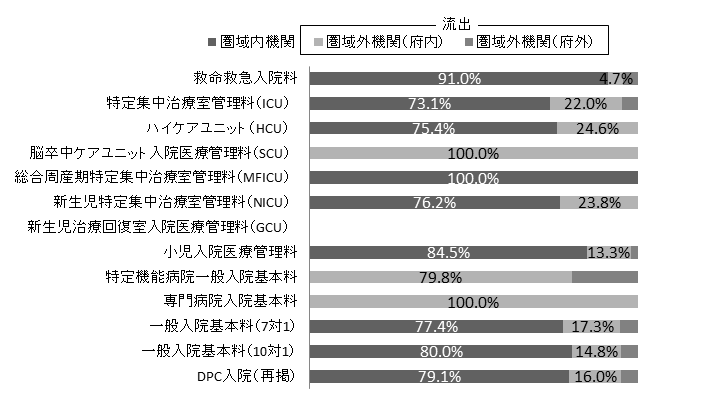 流出
圏域内機関 圏域外機関(府内) 圏域外機関(府外)
救命救急入院料 91.0% 4.7%
特定集中治療室管理料(ICU) 73.1% 22.0%
ハイケアユニット(HCU) 75.4% 24.6%
脳卒中ケアユニット入院医療管理料(SCU) 100.0%
総合周産期特定集中治療室管理料(MFICU) 100.0%
新生児特定集中治療室管理料(NICU) 76.2% 23.8%
新生児治療回復室入院医療管理料(GCU)
小児入院医療管理料 84.5% 13.3%
特定機能病院一般入院基本料 79.8%
専門病院入院基本料 100.0%
一般入院基本料(7対1) 77.4% 17.3%
一般入院基本料(10対1) 80.0% 14.8%
DPC入院(再掲) 79.1% 16.0%